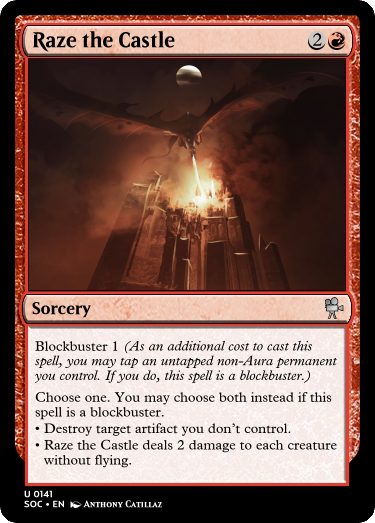 Raze the Castle 2
Sorcery
Blockbuster 1 (As an additional cost to cast this
spell, you may tap an untapped non-Aura permanent
you control. If you do, this spell is a blockbuster.)
Choose one. You may choose both instead if this
spell is a blockbuster.
• Destroy target artifact you don't control.
• Raze the Castle deals 2 damage to each creature
without flying.
U 0141
SOC • EN Anthony Catillaz